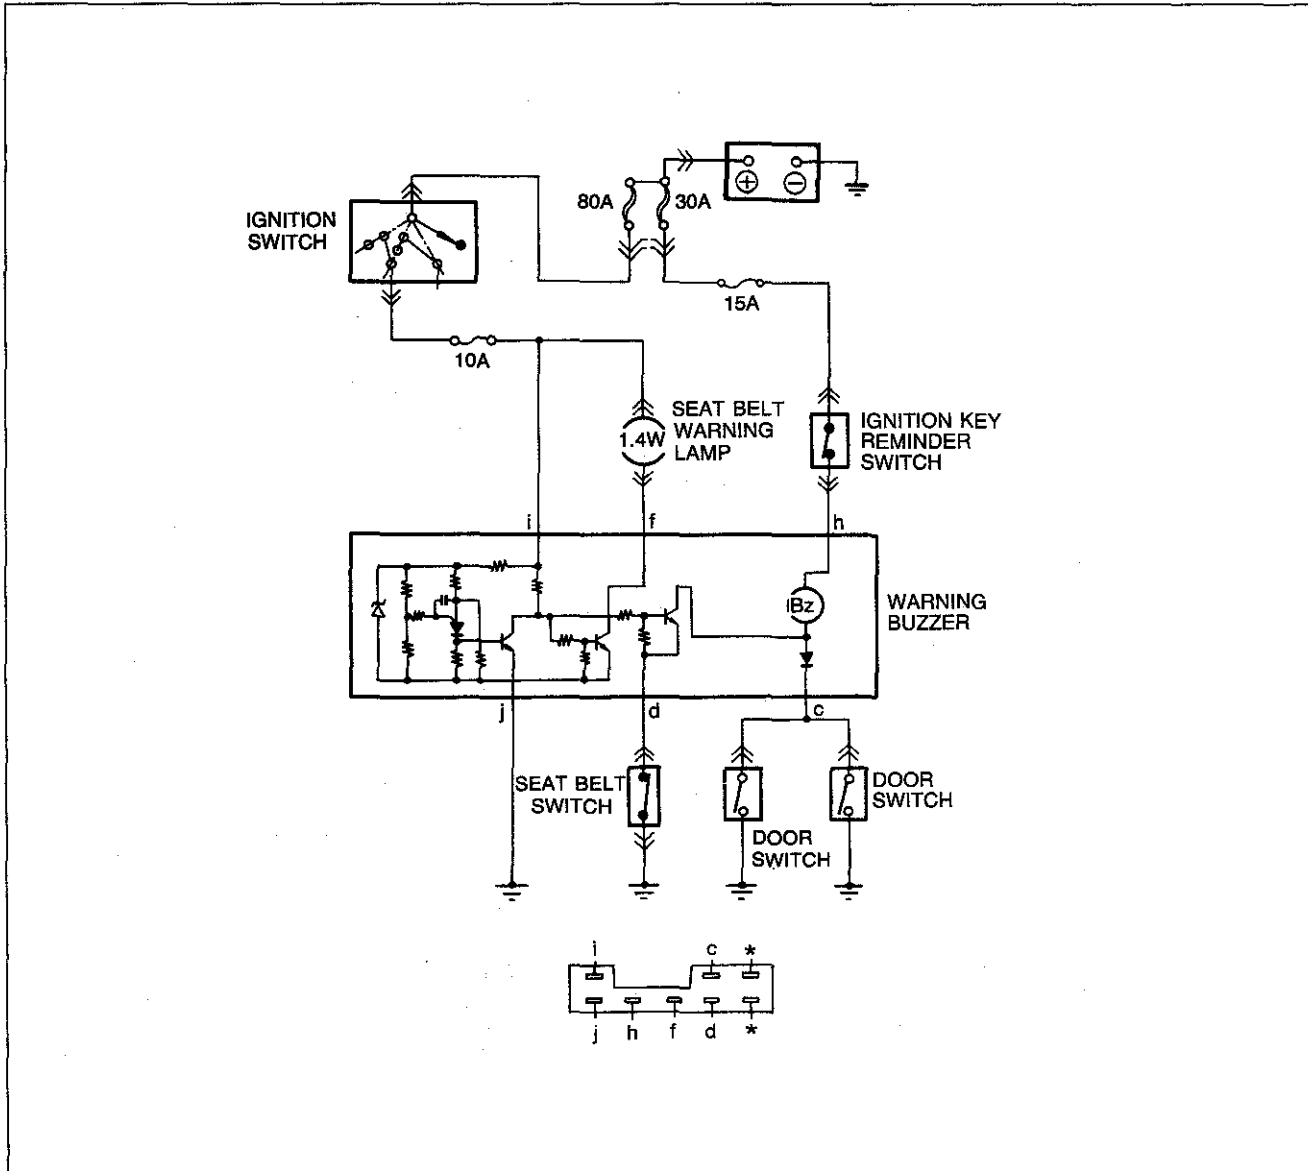 80A
30A
+
−
IGNITION
SWITCH
15A
10A
SEAT BELT
WARNING
LAMP
1.4W
IGNITION KEY
REMINDER
SWITCH
i
f
h
Bz
WARNING
BUZZER
j
d
c
SEAT BELT
SWITCH
DOOR
SWITCH
DOOR
SWITCH
i c *
j h f d *